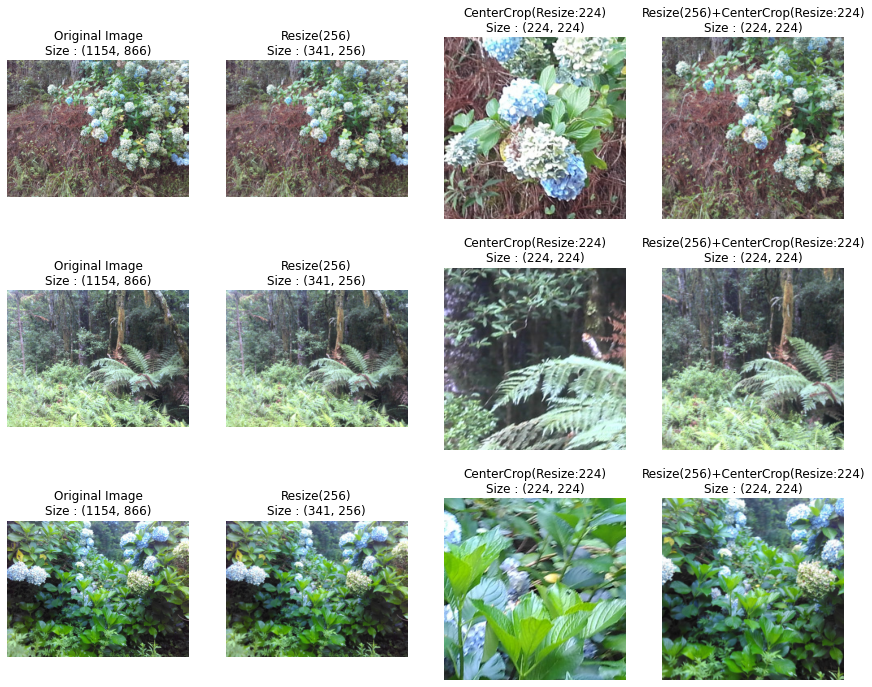 Original Image
Size : (1154, 866)
Resize(256)
Size : (341, 256)
CenterCrop(Resize:224)
Size : (224, 224)
Resize(256)+CenterCrop(Resize:224)
Size : (224, 224)
Original Image
Size : (1154, 866)
Resize(256)
Size : (341, 256)
CenterCrop(Resize:224)
Size : (224, 224)
Resize(256)+CenterCrop(Resize:224)
Size : (224, 224)
Original Image
Size : (1154, 866)
Resize(256)
Size : (341, 256)
CenterCrop(Resize:224)
Size : (224, 224)
Resize(256)+CenterCrop(Resize:224)
Size : (224, 224)